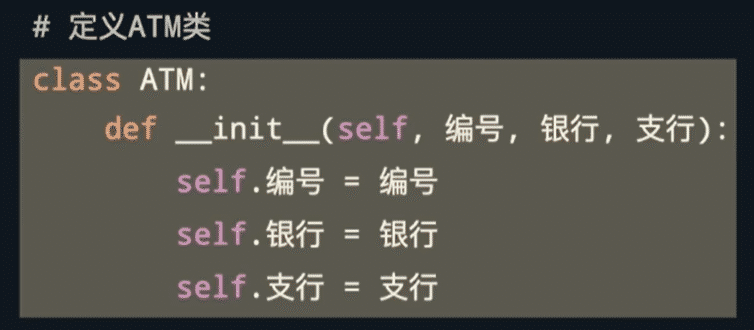 # 定义ATM类
class ATM:
def __init__(self, 编号, 银行, 支行):
self.编号 = 编号
self.银行 = 银行
self.支行 = 支行